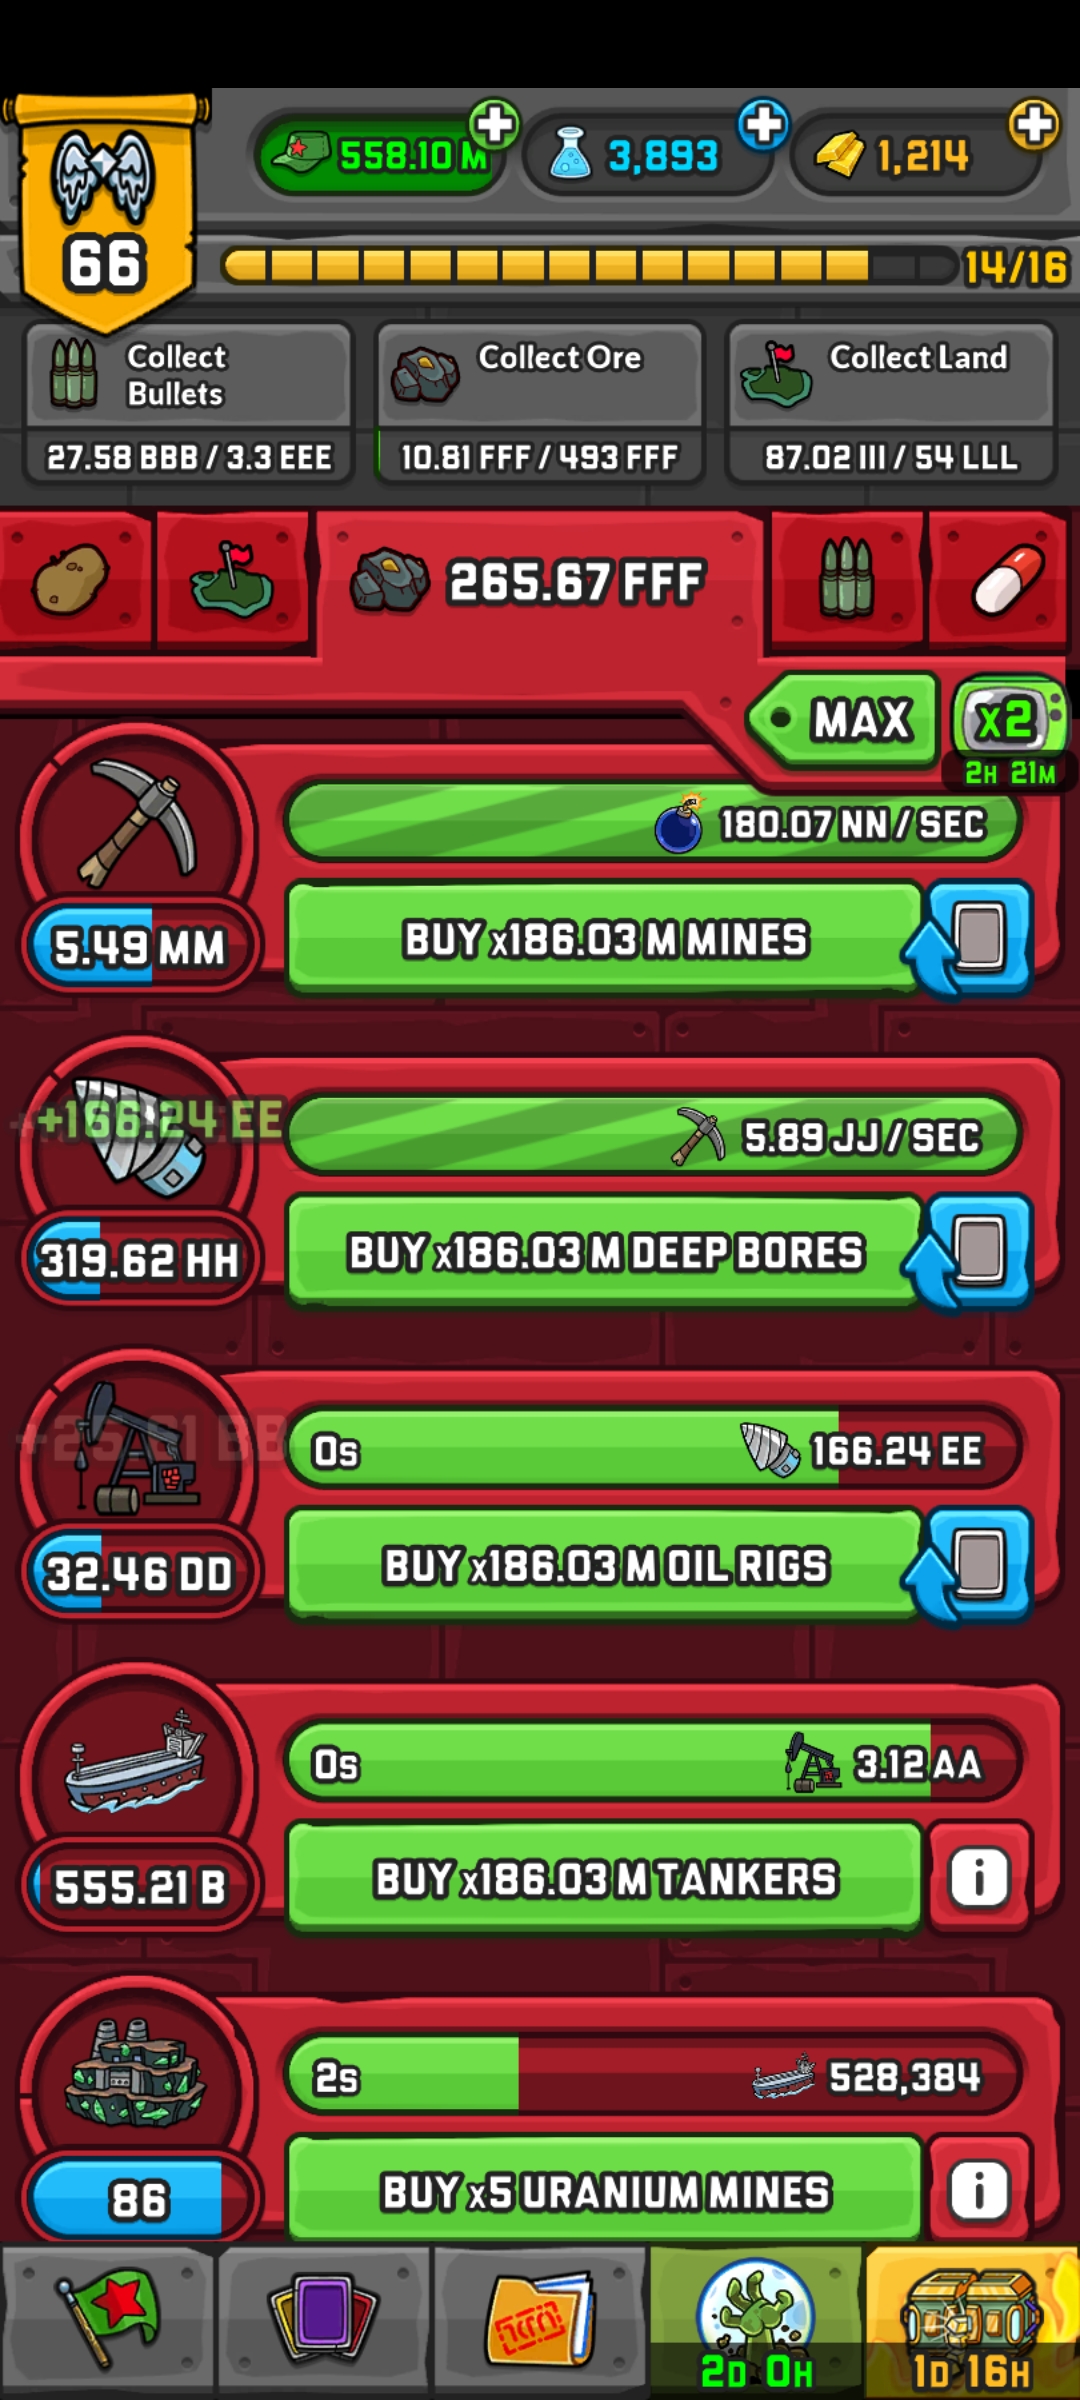 558.10 M
3,893
1,214
66
14/16
Collect
Bullets
Collect Ore
Collect Land
27.58 BBB / 3.3 EEE
10.81 FFF / 493 FFF
87.02 III / 54 LLL
265.67 FFF
MAX
x2
2H 21M
180.07 NN / SEC
5.49 MM
BUY x186.03 M MINES
+166.24 EE
5.89 JJ / SEC
319.62 HH
BUY x186.03 M DEEP BORES
0s
166.24 EE
32.46 DD
BUY x186.03 M OIL RIGS
0s
3.12 AA
555.21 B
BUY x186.03 M TANKERS
i
2s
528,384
86
BUY x5 URANIUM MINES
i
2D 0H
1D 16H